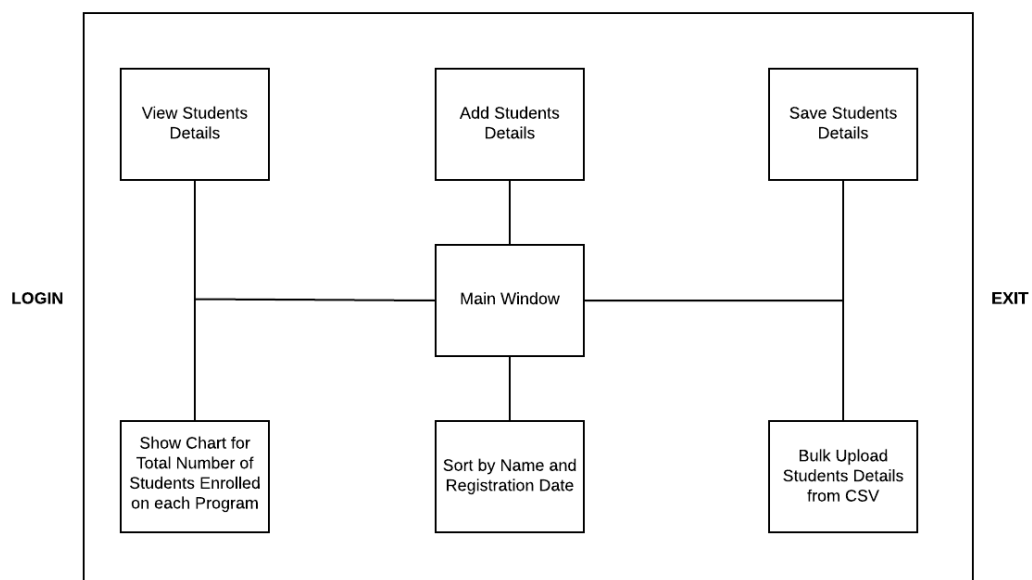 View Students
Details
Add Students
Details
Save Students
Details
LOGIN
Main Window
EXIT
Show Chart for
Total Number of
Students Enrolled
on each Program
Sort by Name and
Registration Date
Bulk Upload
Students Details
from CSV